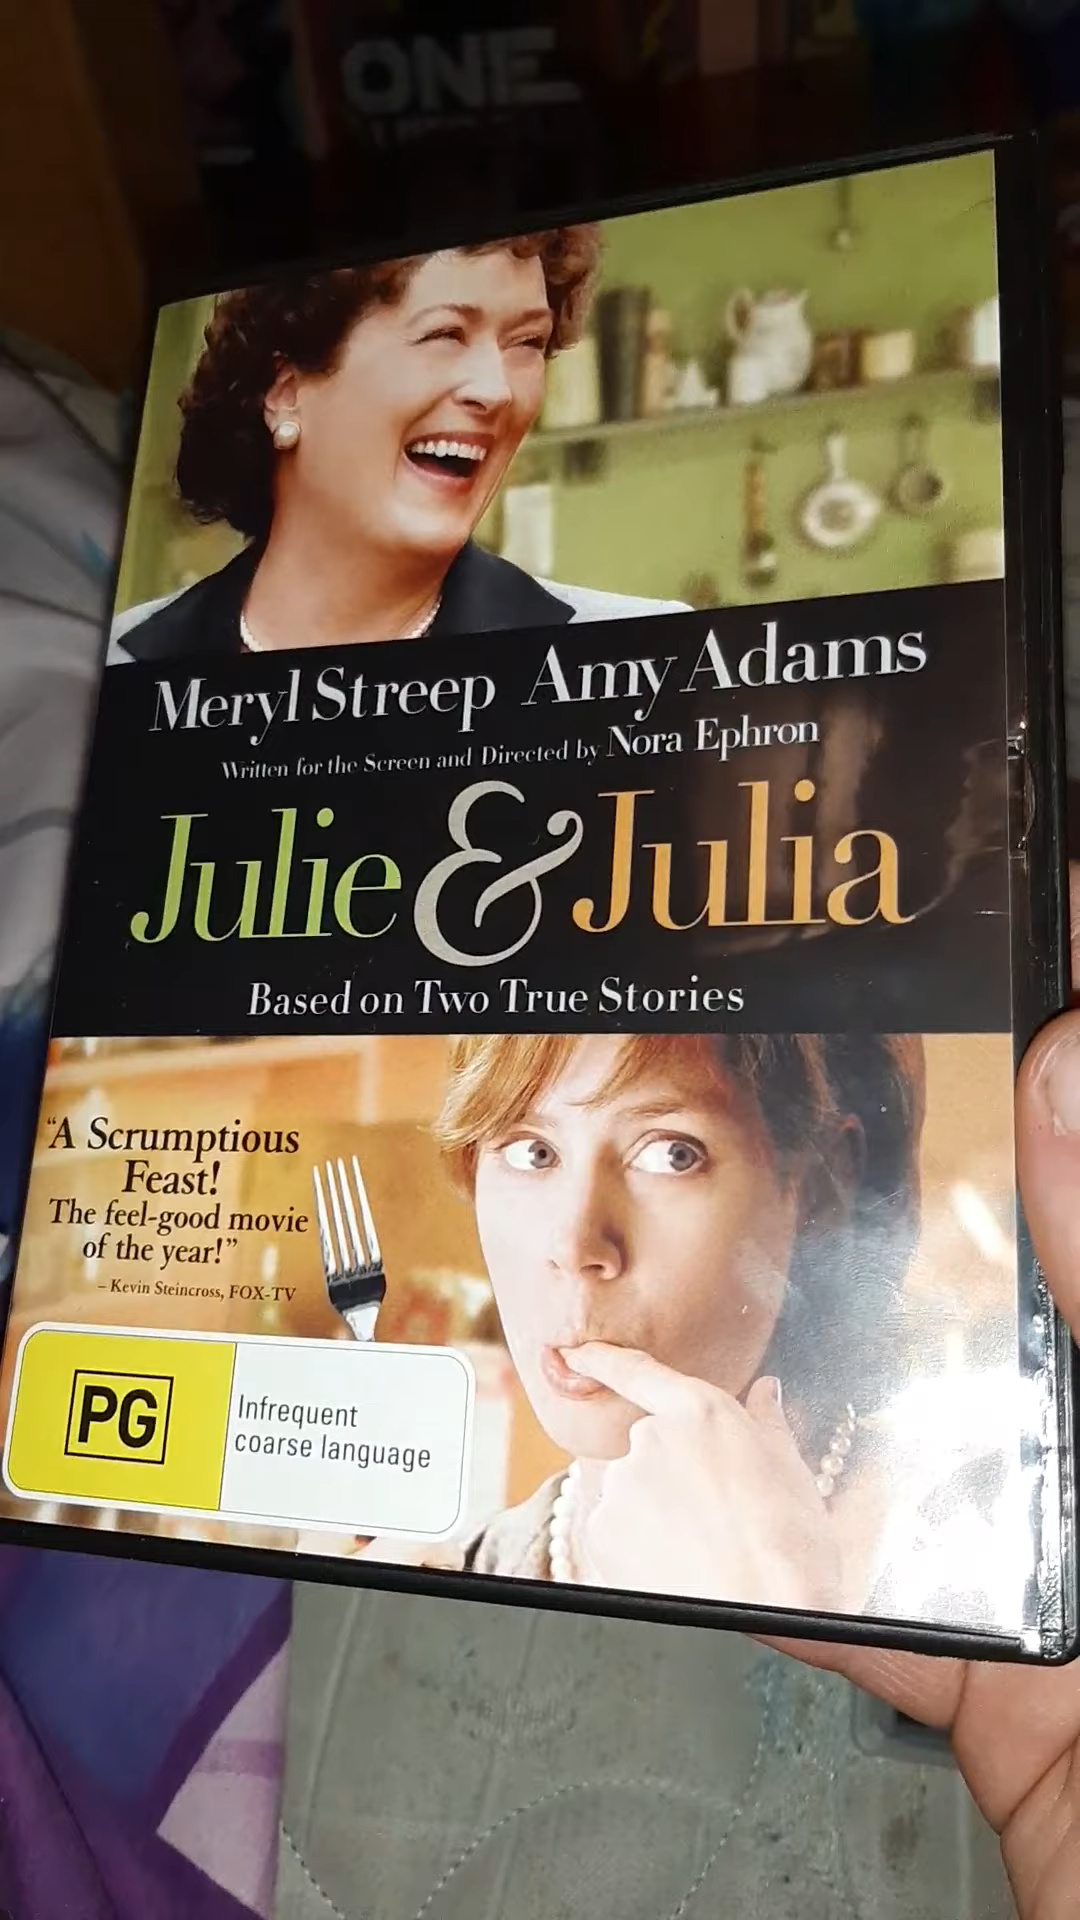 ONE
Meryl Streep Amy Adams
Written for the Screen and Directed by Nora Ephron
Julie & Julia
Based on Two True Stories
"A Scrumptious
Feast!
The feel-good movie
of the year!"
– Kevin Steincross, FOX-TV
PG
Infrequent
coarse language